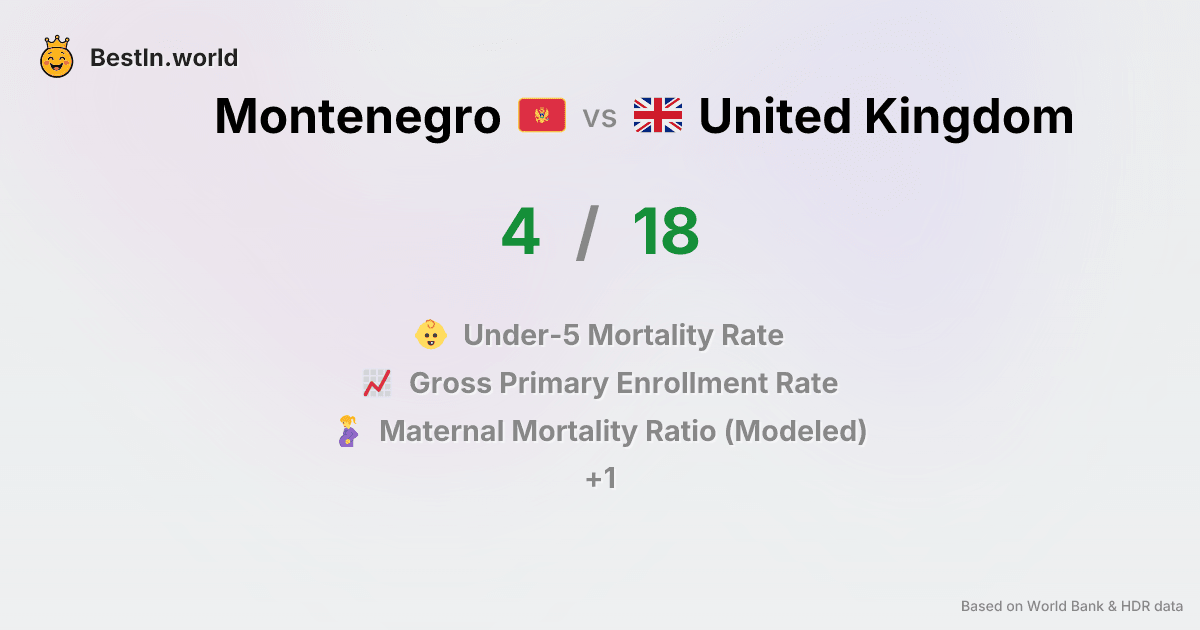 BestIn.world
Montenegro vs United Kingdom
4 / 18
Under-5 Mortality Rate
Gross Primary Enrollment Rate
Maternal Mortality Ratio (Modeled)
+1
Based on World Bank & HDR data